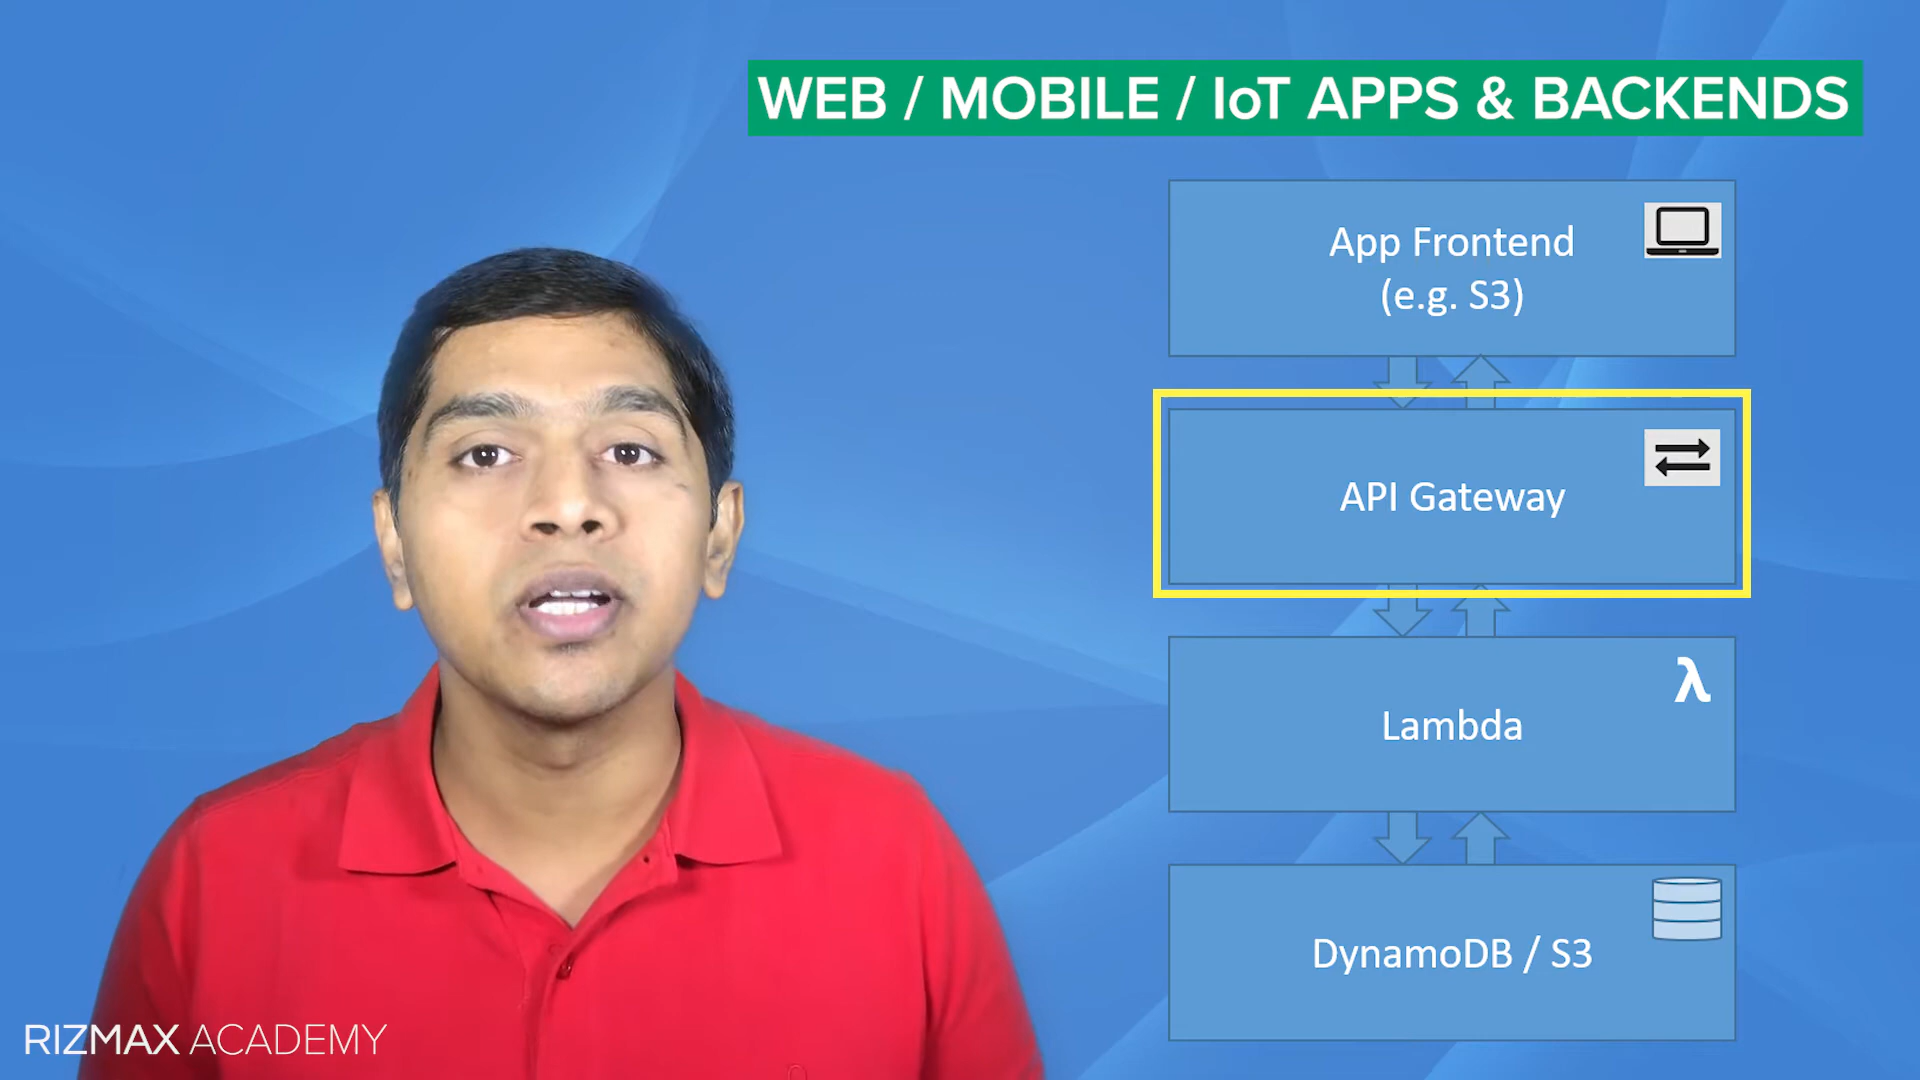 WEB / MOBILE / IoT APPS & BACKENDS
App Frontend
(e.g. S3)
API Gateway
λ
Lambda
DynamoDB / S3
RIZMAX ACADEMY